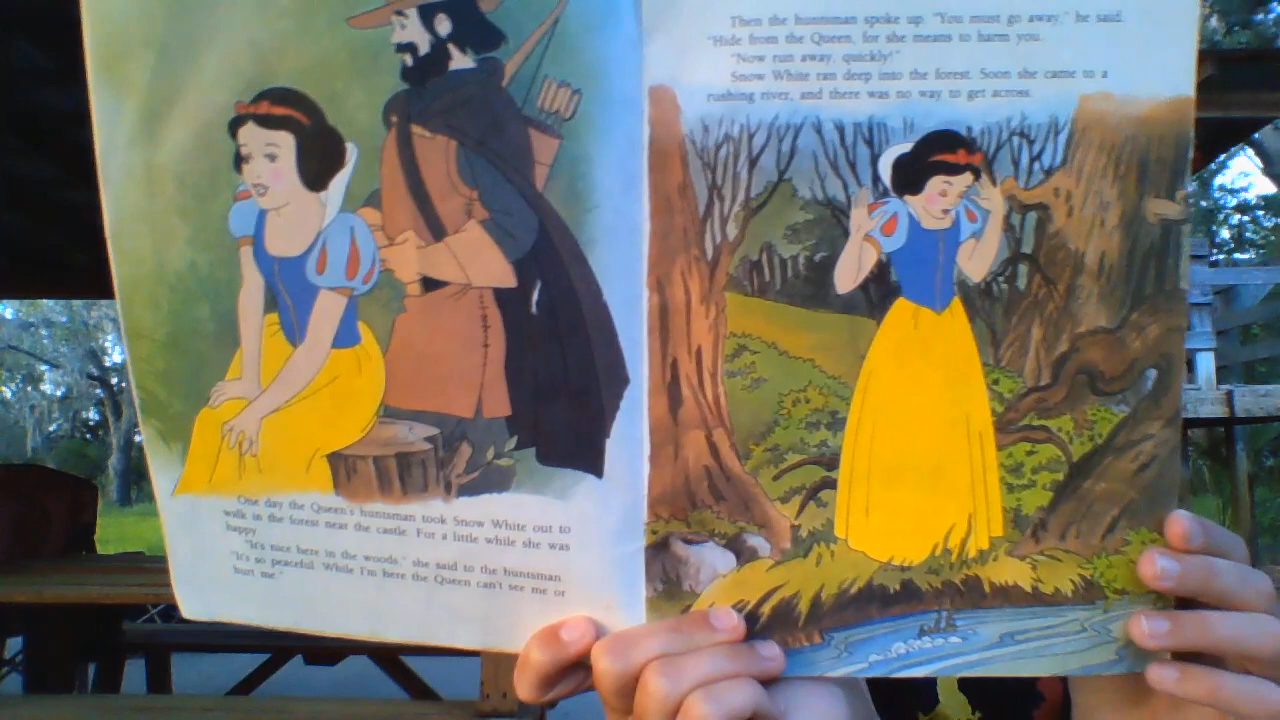 One day the Queen's huntsman took Snow White out to
walk in the forest near the castle. For a little while she was
happy.
"It's nice here in the woods," she said to the huntsman.
"It's so peaceful. While I'm here the Queen can't see me or
hurt me."
Then the huntsman spoke up. "You must go away," he said.
"Hide from the Queen, for she means to harm you.
"Now run away, quickly!"
Snow White ran deep into the forest. Soon she came to a
rushing river, and there was no way to get across.